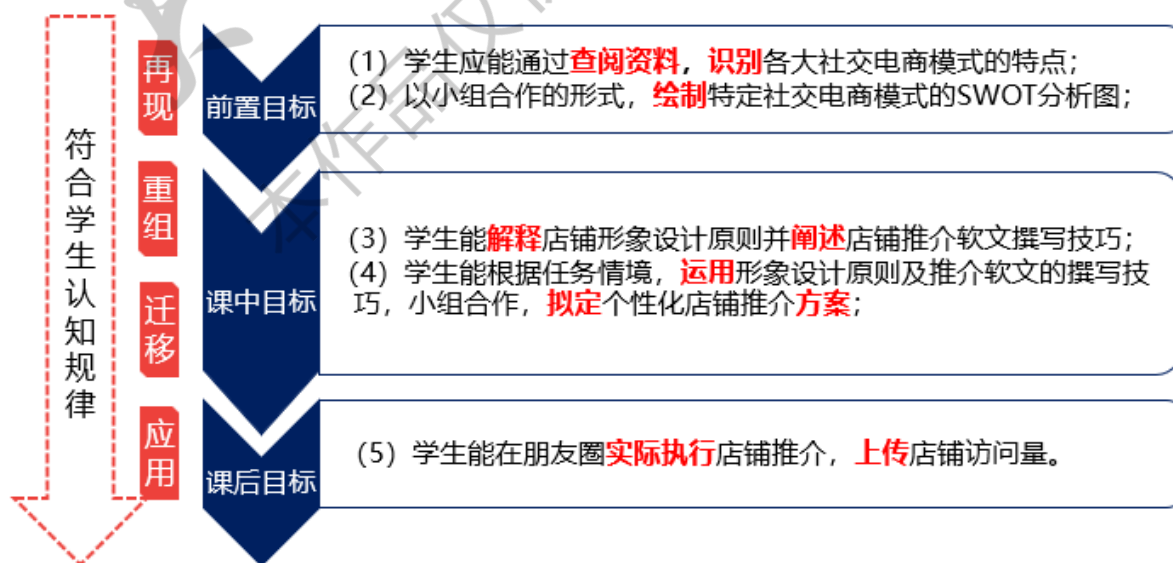 符合学生认知规律
再现
前置目标
(1) 学生应能通过查阅资料，识别各大社交电商模式的特点；
(2) 以小组合作的形式，绘制特定社交电商模式的SWOT分析图；
重组
迁移
课中目标
(3) 学生能解释店铺形象设计原则并阐述店铺推介软文撰写技巧；
(4) 学生能根据任务情境，运用形象设计原则及推介软文的撰写技
巧，小组合作，拟定个性化店铺推介方案；
应用
课后目标
(5) 学生能在朋友圈实际执行店铺推介，上传店铺访问量。
本作品仅